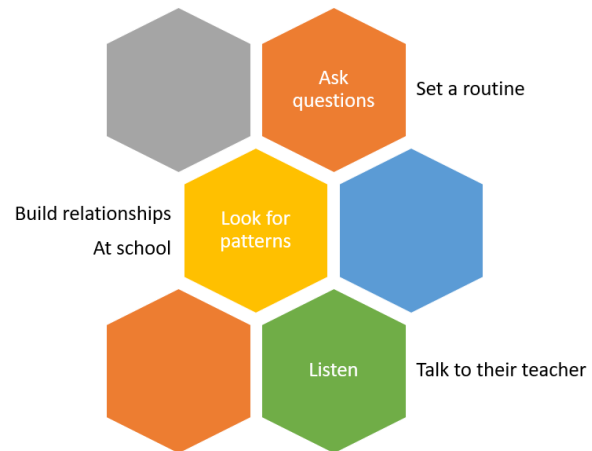 Ask
questions
Set a routine
Build relationships
At school
Look for
patterns
Listen
Talk to their teacher